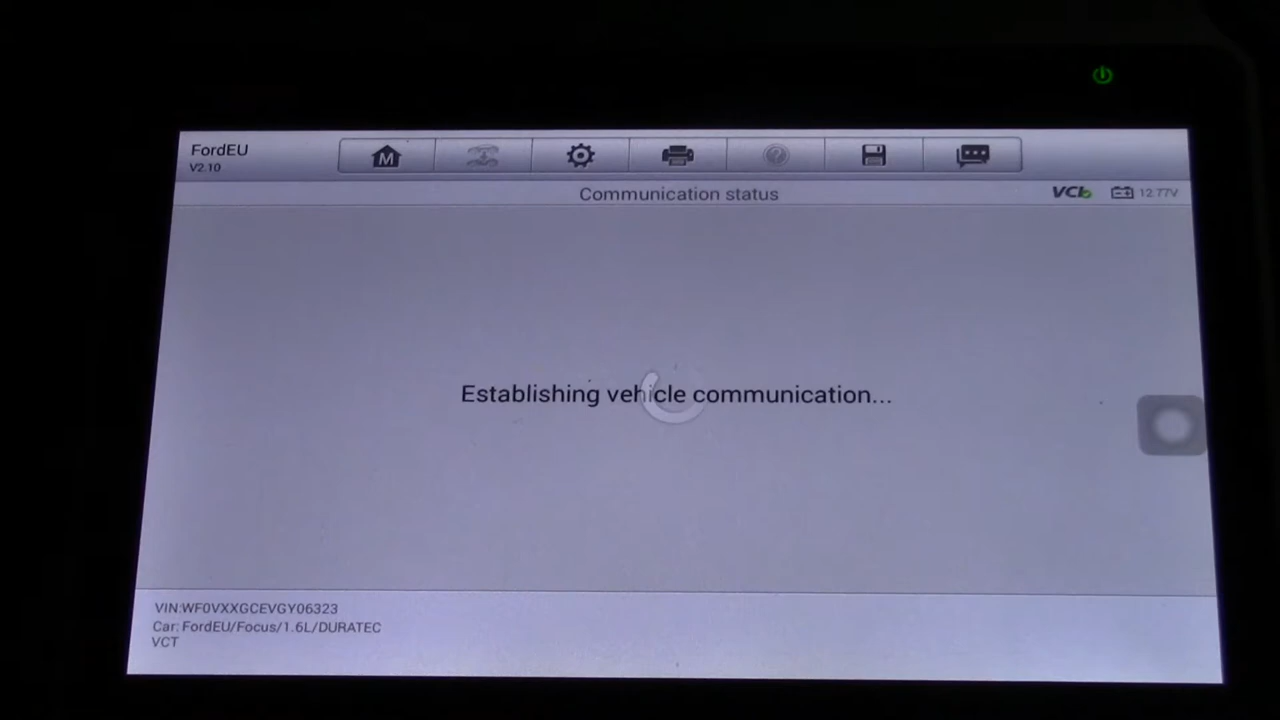 FordEU
V2.10
M
Communication status
VCI
12.77V
Establishing vehicle communication...
VIN:WF0VXXGCEVGY06323
Car: FordEU/Focus/1.6L/DURATEC
VCT